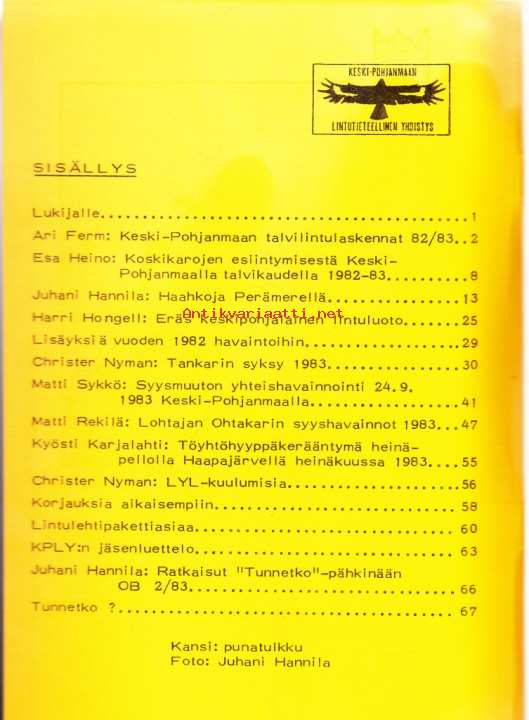 KESKI-POHJANMAAN
LINTUTIETEELLINEN YHDISTYS
SISÄLLYS
Lukijalle................................................1
Ari Ferm: Keski-Pohjanmaan talvilintulaskennat 82/83..2
Esa Heino: Koskikarojen esiintymisestä Keski-
Pohjanmaalla talvikaudella 1982-83...........8
Juhani Hannila: Haahkoja Perämerellä.................13
Antikvariaatti.net
Harri Hongell: Eräs keskipohjalainen lintuluoto.......25
Lisäyksiä vuoden 1982 havaintoihin...................29
Christer Nyman: Tankarin syksy 1983.................30
Matti Sykkö: Syysmuuton yhteishavainnointi 24.9.
1983 Keski-Pohjanmaalla...................41
Matti Rekilä: Lohtajan Ohtakarin syyshavainnot 1983...47
Kyösti Karjalahti: Töyhtöhyyppäkerääntymä heinä-
pellolla Haapajärvellä heinäkuussa 1983....55
Christer Nyman: LYL-kuulumisia......................56
Korjauksia aikaisempiin...............................58
Lintulehtipakettiasiaa..................................60
KPLY:n jäsenluettelo..................................63
Juhani Hannila: Ratkaisut "Tunnetko"-pähkinään
OB 2/83..................................66
Tunnetko ?............................................67
Kansi: punatulkku
Foto: Juhani Hannila